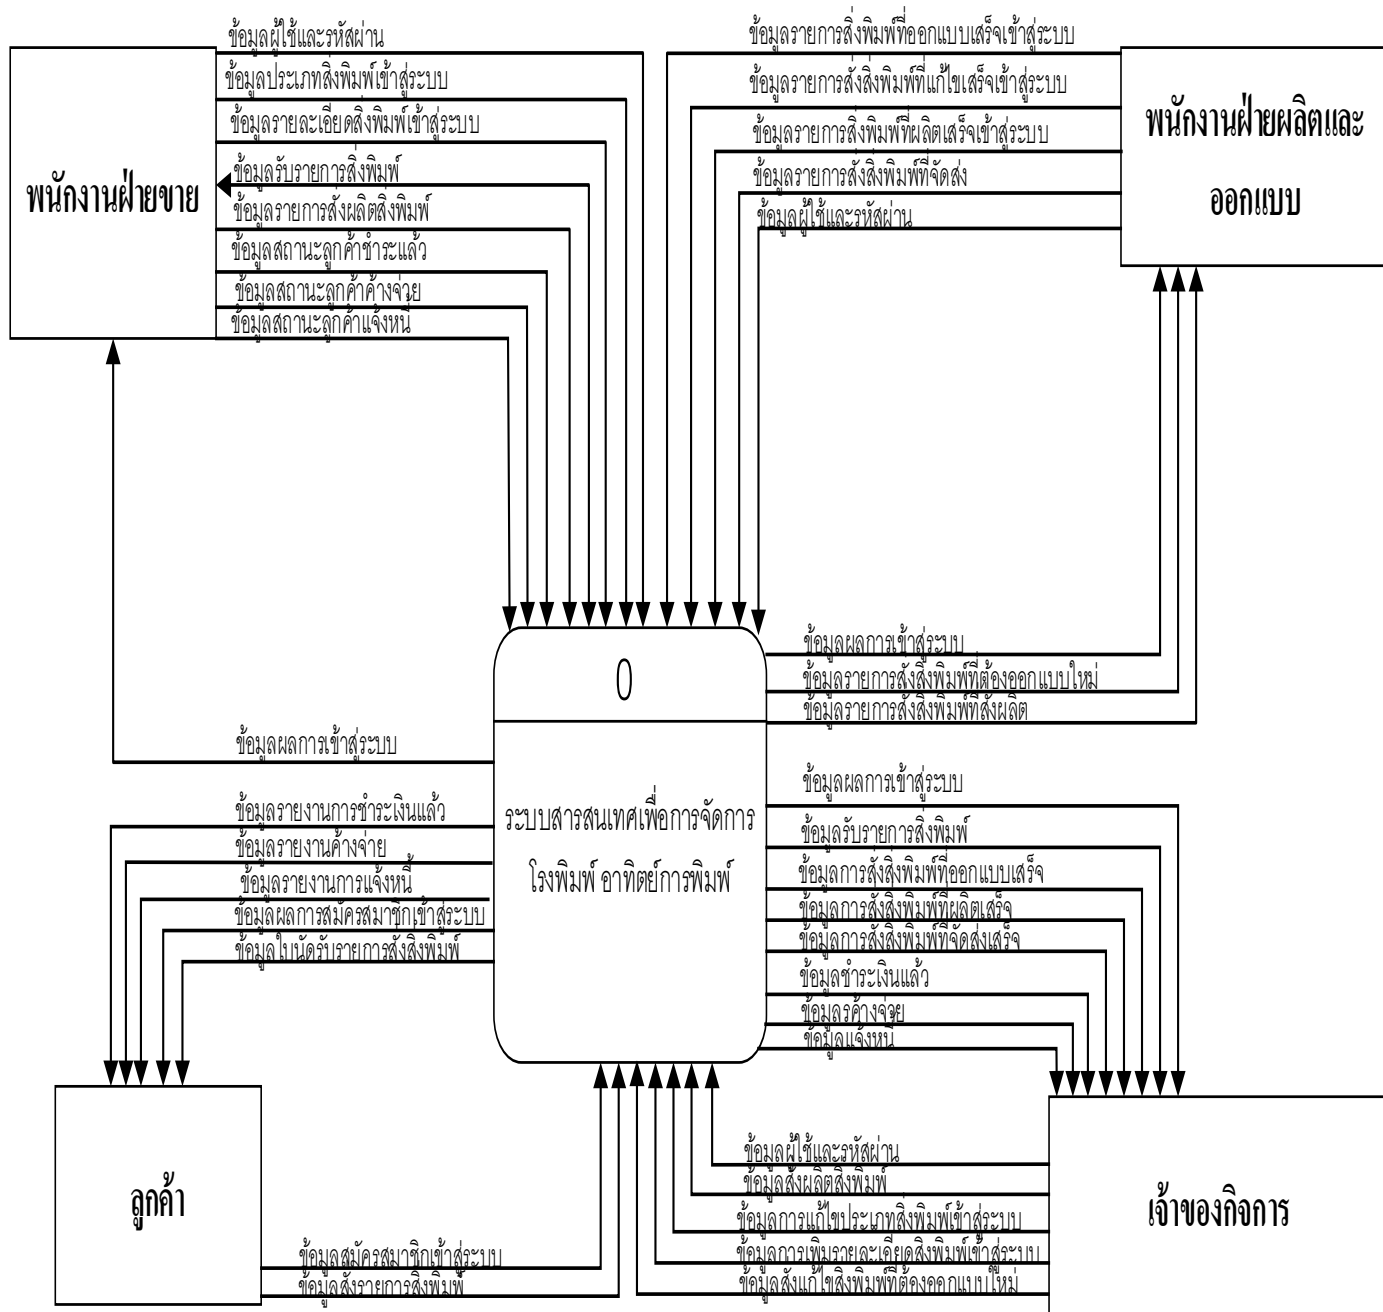 ข้อมูลผู้ใช้และรหัสผ่าน
ข้อมูลประเภทสิ่งพิมพ์เข้าสู่ระบบ
ข้อมูลรายละเอียดสิ่งพิมพ์เข้าสู่ระบบ
ข้อมูลรับรายการสิ่งพิมพ์
ข้อมูลรายการสั่งผลิตสิ่งพิมพ์
ข้อมูลสถานะลูกค้าชำระแล้ว
ข้อมูลสถานะลูกค้าค้างจ่าย
ข้อมูลสถานะลูกค้าแจ้งหนี้
พนักงานฝ่ายขาย
ข้อมูลรายการสิ่งพิมพ์ที่ออกแบบเสร็จเข้าสู่ระบบ
ข้อมูลรายการสั่งสิ่งพิมพ์ที่แก้ไขเสร็จเข้าสู่ระบบ
ข้อมูลรายการสิ่งพิมพ์ที่ผลิตเสร็จเข้าสู่ระบบ
ข้อมูลรายการสั่งสิ่งพิมพ์ที่จัดส่ง
ข้อมูลผู้ใช้และรหัสผ่าน
พนักงานฝ่ายผลิตและ
ออกแบบ
0
ระบบสารสนเทศเพื่อการจัดการ
โรงพิมพ์ อาทิตย์การพิมพ์
ข้อมูลผลการเข้าสู่ระบบ
ข้อมูลรายการสั่งสิ่งพิมพ์ที่ต้องออกแบบใหม่
ข้อมูลรายการสั่งสิ่งพิมพ์ที่สั่งผลิต
ข้อมูลผลการเข้าสู่ระบบ
ข้อมูลรายงานการชำระเงินแล้ว
ข้อมูลรายงานค้างจ่าย
ข้อมูลรายงานการแจ้งหนี้
ข้อมูลผลการสมัครสมาชิกเข้าสู่ระบบ
ข้อมูลใบนัดรับรายการสั่งสิ่งพิมพ์
ข้อมูลผลการเข้าสู่ระบบ
ข้อมูลรับรายการสิ่งพิมพ์
ข้อมูลการสั่งสิ่งพิมพ์ที่ออกแบบเสร็จ
ข้อมูลการสั่งสิ่งพิมพ์ที่ผลิตเสร็จ
ข้อมูลการสั่งสิ่งพิมพ์ที่จัดส่งเสร็จ
ข้อมูลชำระเงินแล้ว
ข้อมูลรค้างจ่าย
ข้อมูลแจ้งหนี้
ลูกค้า
ข้อมูลสมัครสมาชิกเข้าสู่ระบบ
ข้อมูลสั่งรายการสิ่งพิมพ์
ข้อมูลผู้ใช้และรหัสผ่าน
ข้อมูลสั่งผลิตสิ่งพิมพ์
ข้อมูลการแก้ไขประเภทสิ่งพิมพ์เข้าสู่ระบบ
ข้อมูลการเพิ่มรายละเอียดสิ่งพิมพ์เข้าสู่ระบบ
ข้อมูลสั่งแก้ไขสิ่งพิมพ์ที่ต้องออกแบบใหม่
เจ้าของกิจการ